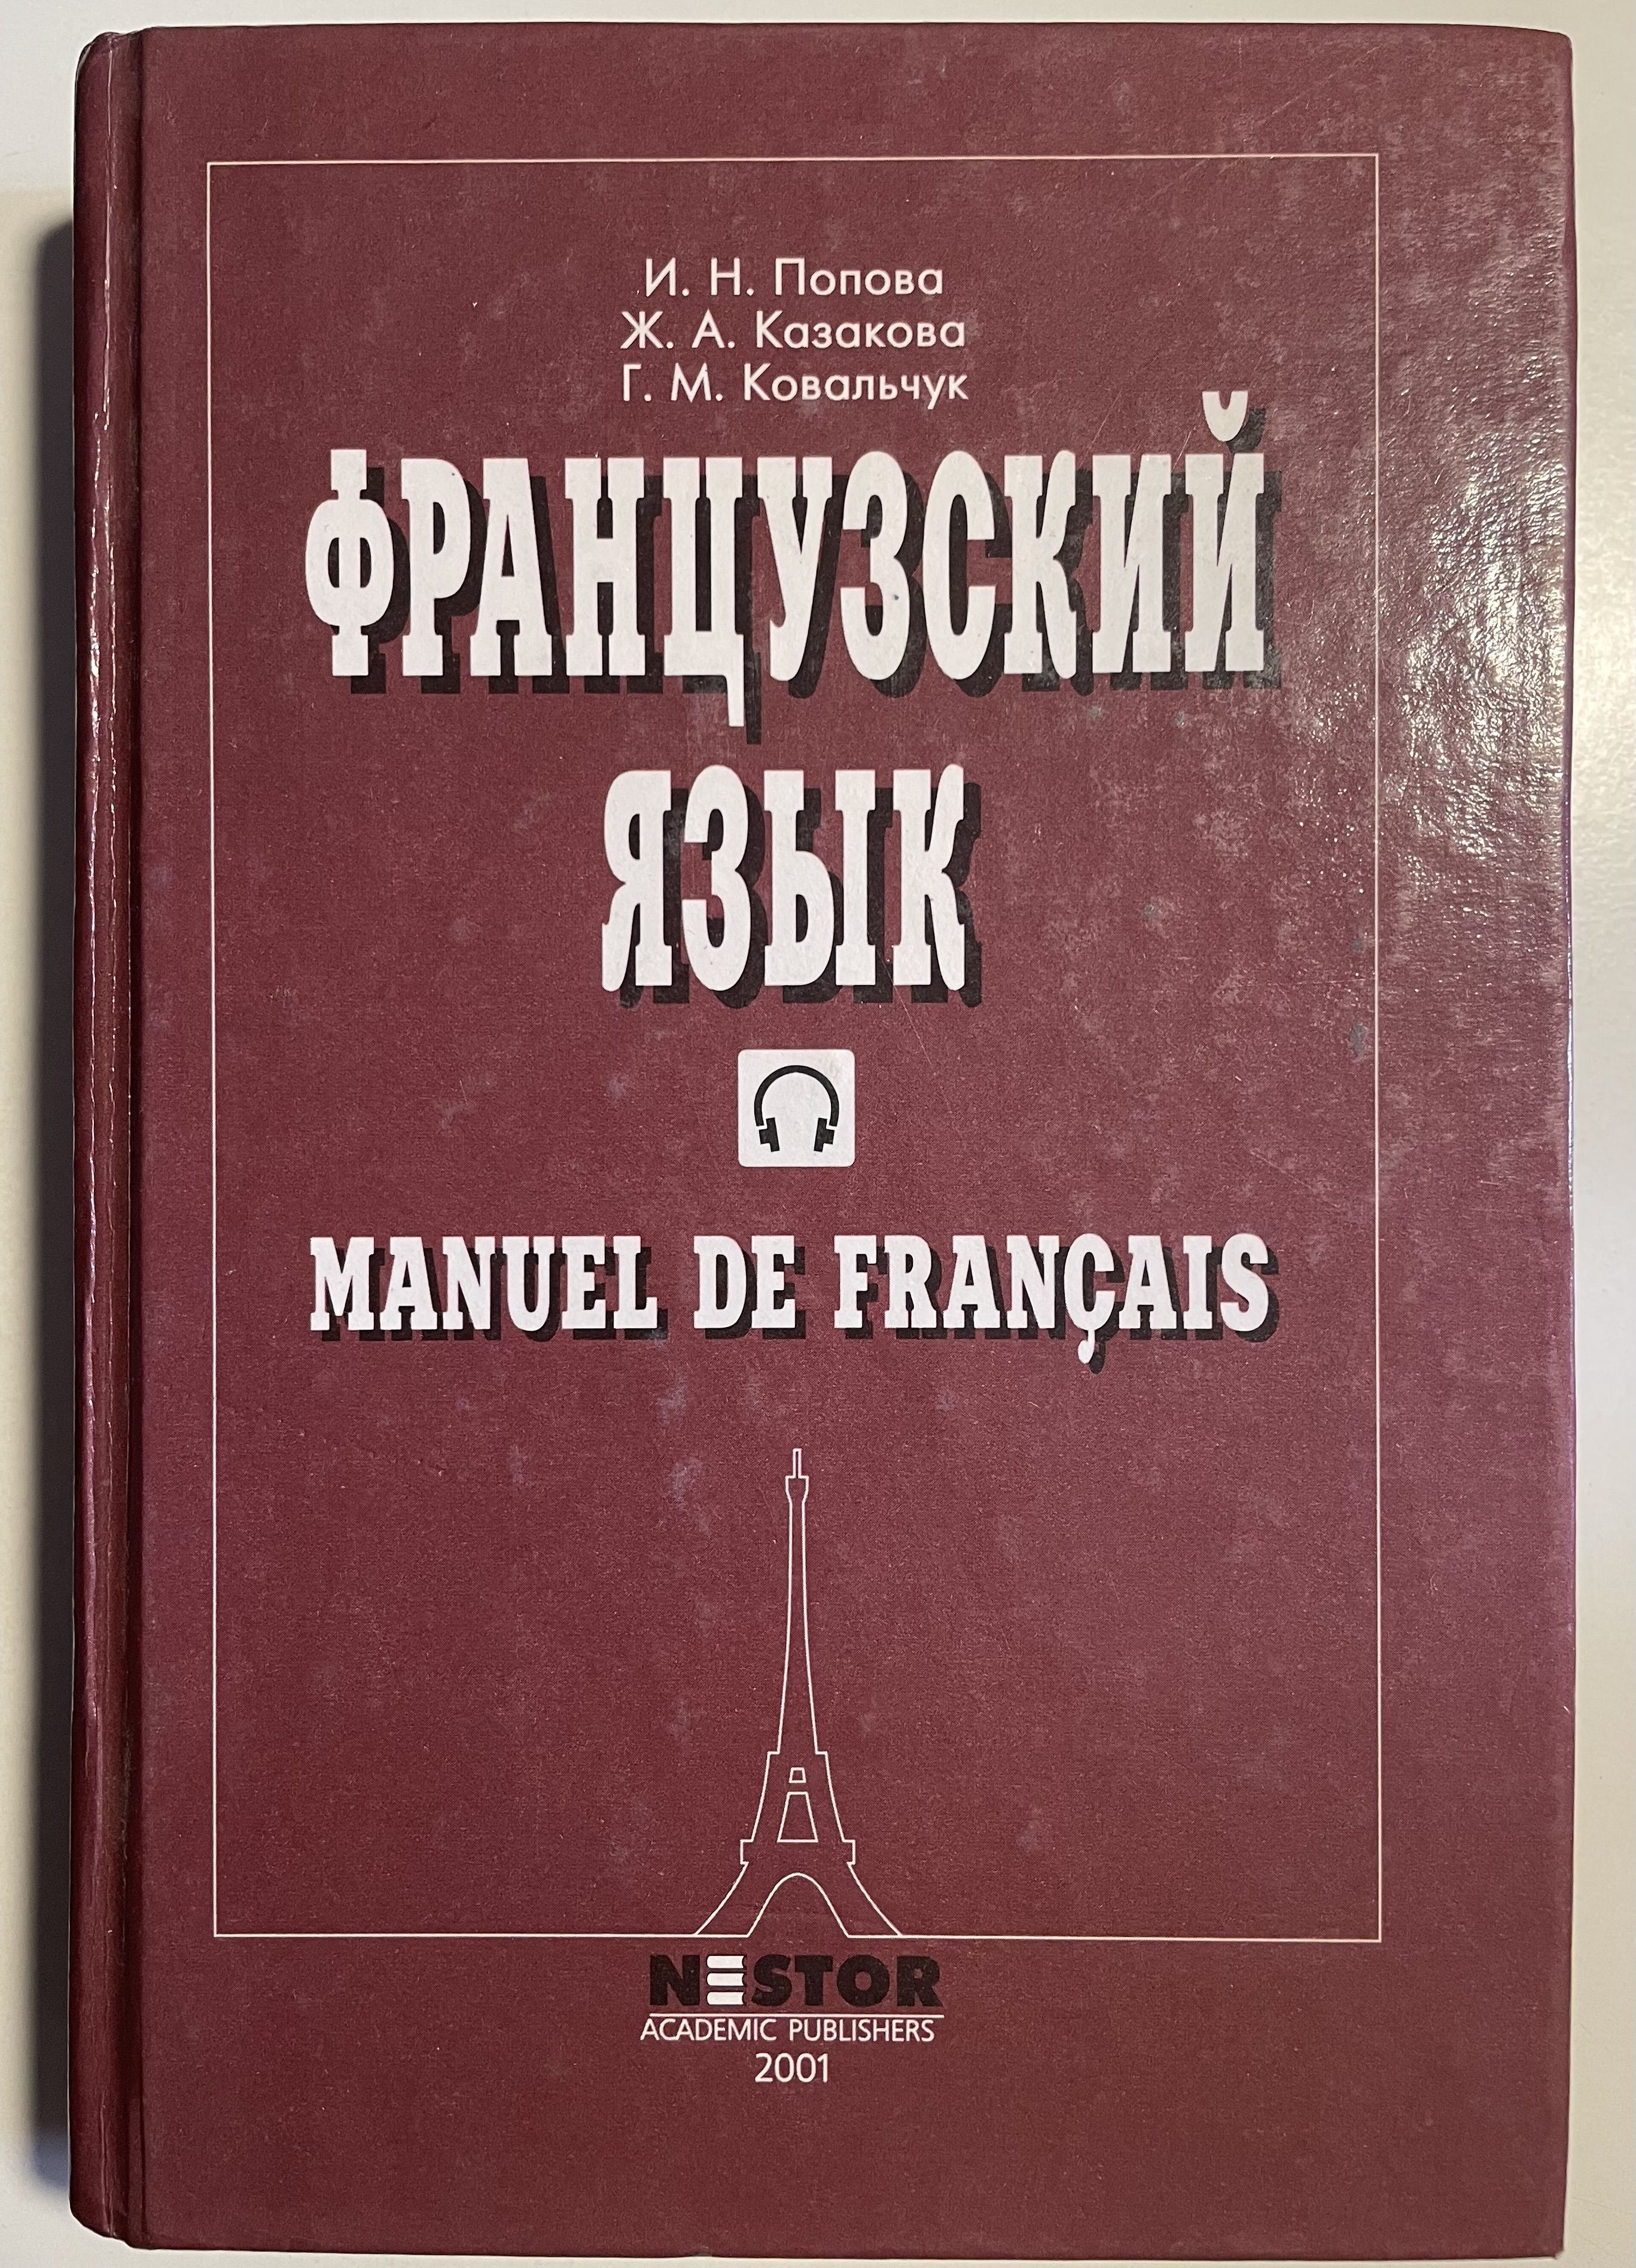 И. Н. Попова
Ж. А. Казакова
Г. М. Ковальчук
ФРАНЦУЗСКИЙ
ЯЗЫК
MANUEL DE FRANÇAIS
NESTOR
ACADEMIC PUBLISHERS
2001